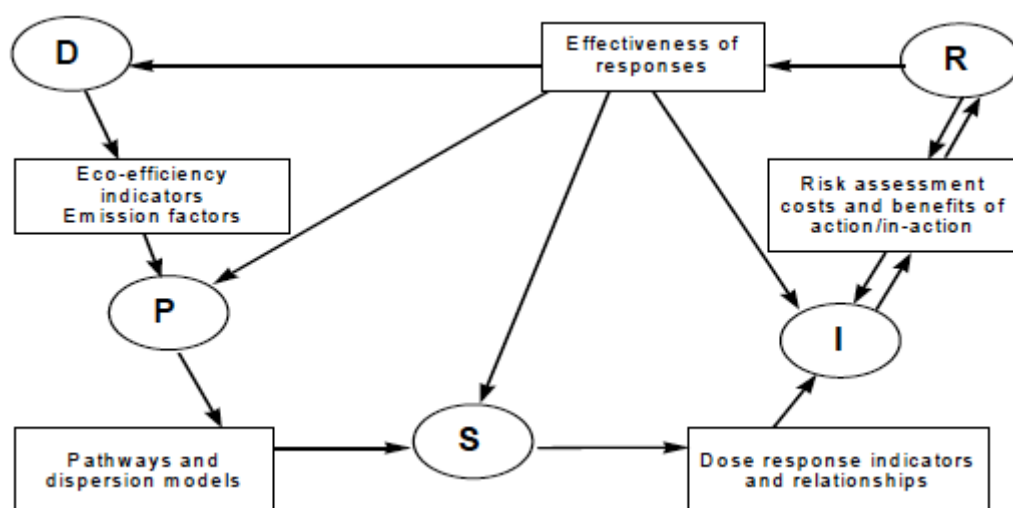 D
Effectiveness of
responses
R
Eco-efficiency
indicators
Emission factors
Risk assessment
costs and benefits of
action/in-action
P
I
S
Pathways and
dispersion models
Dose response indicators
and relationships